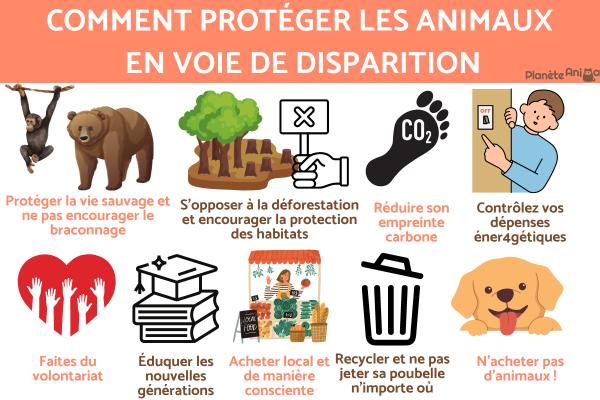 COMMENT PROTÉGER LES ANIMAUX
EN VOIE DE DISPARITION
Planète Anima
Protéger la vie sauvage et
ne pas encourager le
braconnage
S'opposer à la déforestation
et encourager la protection
des habitats
CO2
Réduire son
empreinte
carbone
OFF
Contrôlez vos
dépenses
éner4gétiques
Faites du
volontariat
Éduquer les
nouvelles
générations
LOCAL
FOOD
Acheter local et
de manière
consciente
Recycler et ne pas
jeter sa poubelle
n'importe où
N'acheter pas
d'animaux !